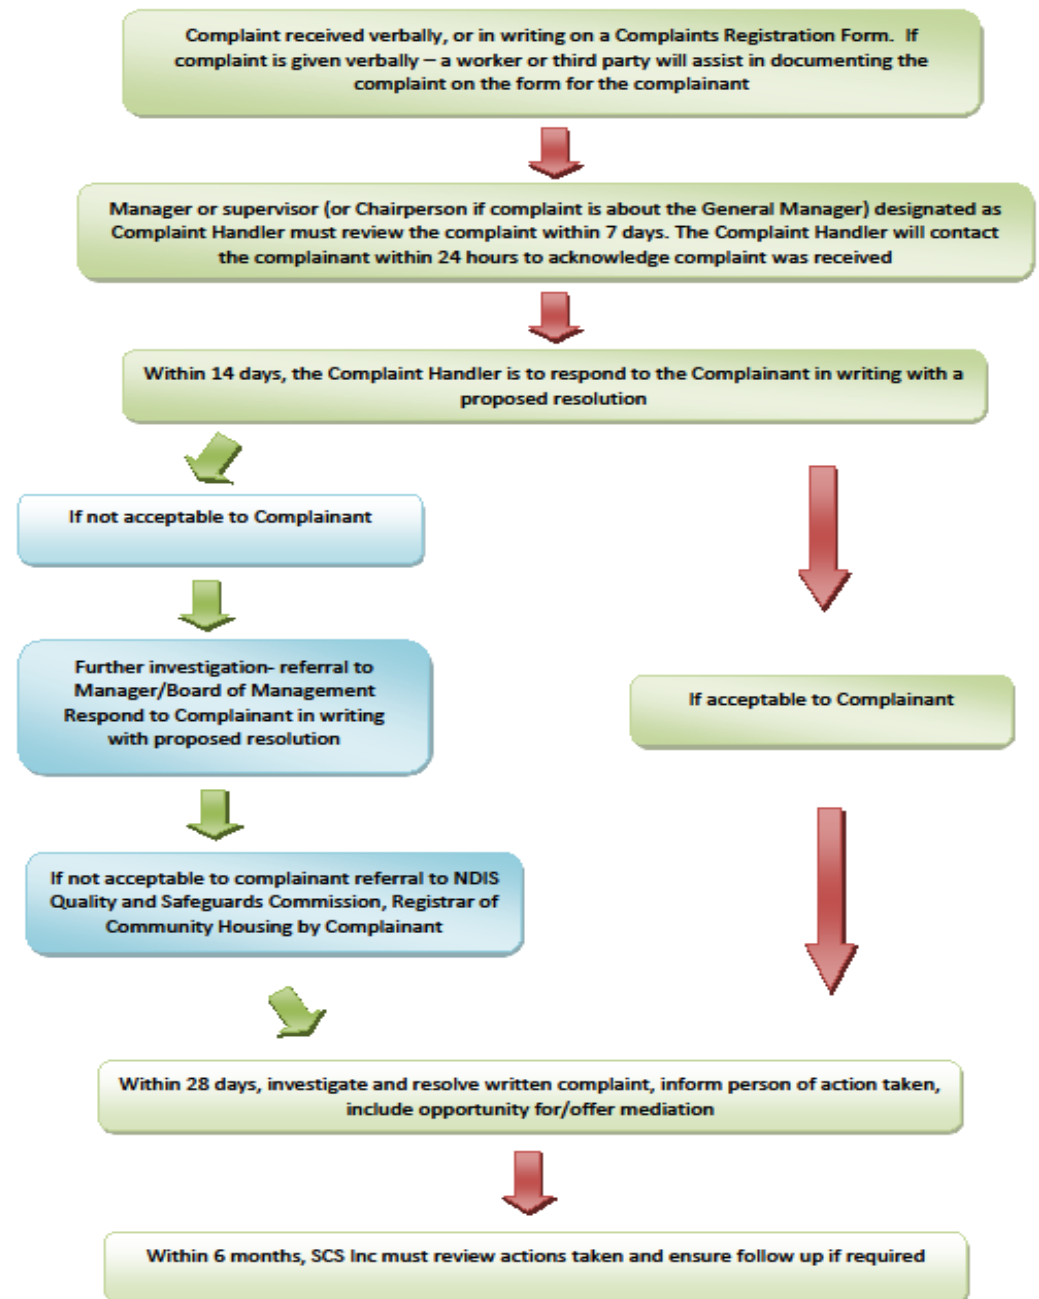 Complaint received verbally, or in writing on a Complaints Registration Form.  If
complaint is given verbally – a worker or third party will assist in documenting the
complaint on the form for the complainant
Manager or supervisor (or Chairperson if complaint is about the General Manager) designated as
Complaint Handler must review the complaint within 7 days. The Complaint Handler will contact
the complainant within 24 hours to acknowledge complaint was received
Within 14 days, the Complaint Handler is to respond to the Complainant in writing with a
proposed resolution
If not acceptable to Complainant
Further investigation- referral to
Manager/Board of Management
Respond to Complainant in writing
with proposed resolution
If acceptable to Complainant
If not acceptable to complainant referral to NDIS
Quality and Safeguards Commission, Registrar of
Community Housing by Complainant
Within 28 days, investigate and resolve written complaint, inform person of action taken,
include opportunity for/offer mediation
Within 6 months, SCS Inc must review actions taken and ensure follow up if required